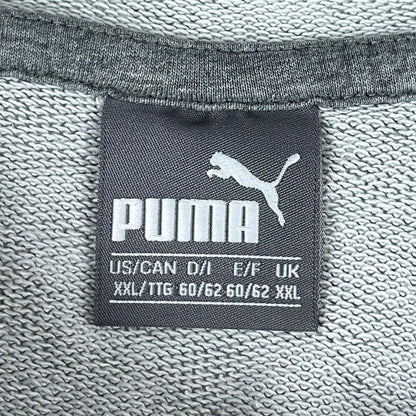 PUMA
US/CAN D/I E/F UK
XXL/TTG 60/62 60/62 XXL